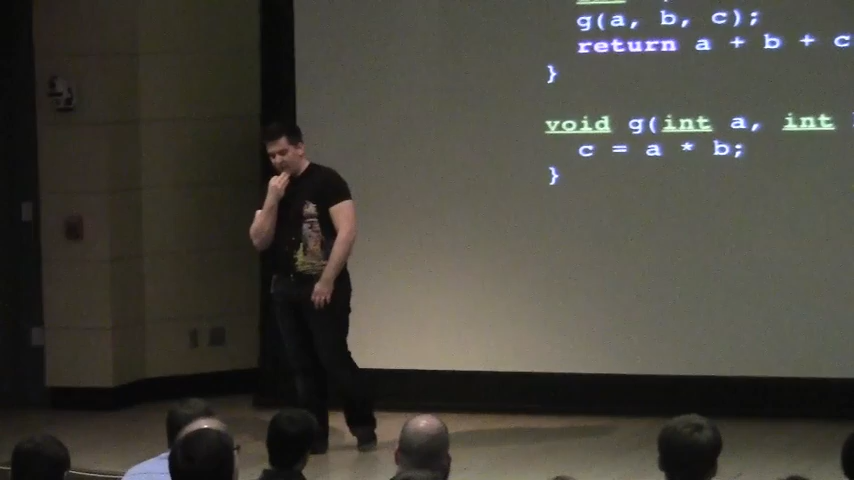 g(a, b, c);
return a + b + c
}
void g(int a, int
c = a * b;
}